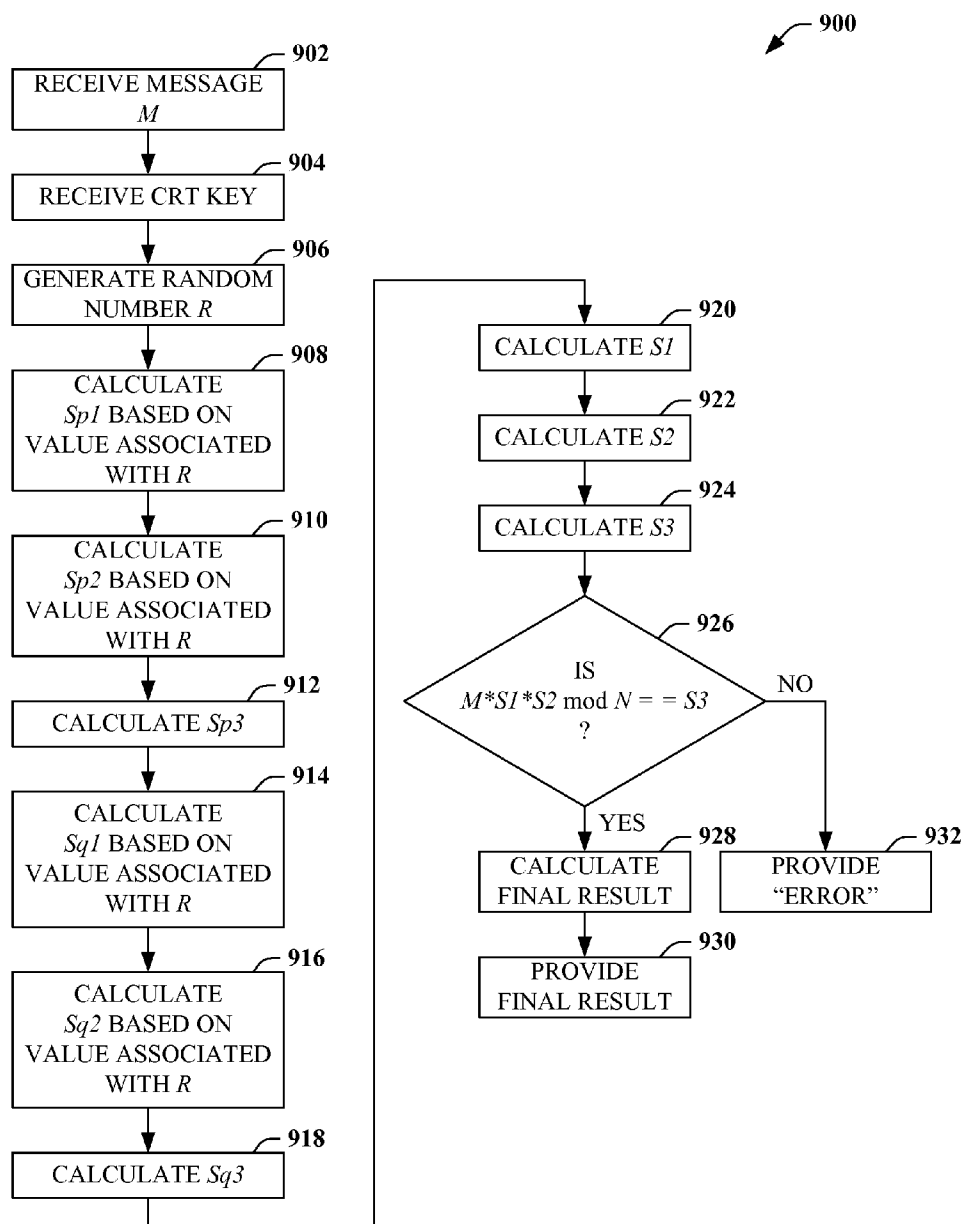 900
902
RECEIVE MESSAGE
M
904
RECEIVE CRT KEY
906
GENERATE RANDOM
NUMBER R
908
CALCULATE
Sp1 BASED ON
VALUE ASSOCIATED
WITH R
910
CALCULATE
Sp2 BASED ON
VALUE ASSOCIATED
WITH R
912
CALCULATE Sp3
914
CALCULATE
Sq1 BASED ON
VALUE ASSOCIATED
WITH R
916
CALCULATE
Sq2 BASED ON
VALUE ASSOCIATED
WITH R
918
CALCULATE Sq3
920
CALCULATE S1
922
CALCULATE S2
924
CALCULATE S3
926
IS
M*S1*S2 mod N = = S3
?
NO
YES
928
CALCULATE
FINAL RESULT
932
PROVIDE
“ERROR”
930
PROVIDE
FINAL RESULT